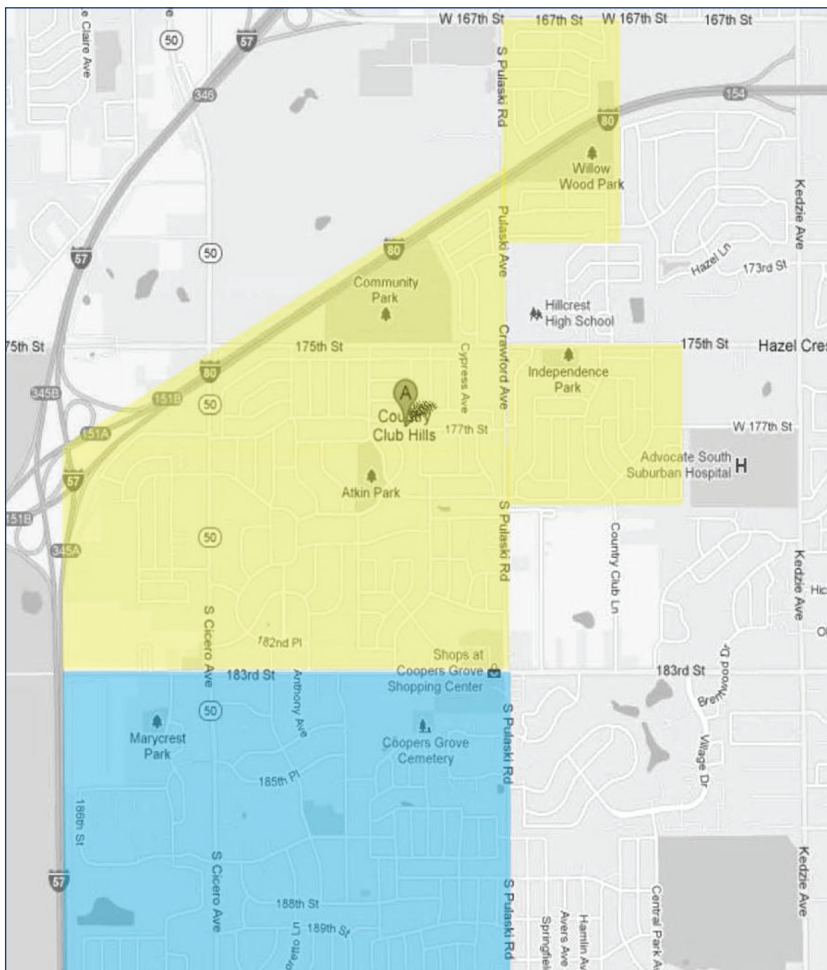 W 167th St
167th St
W 167th St
167th St
e Claire Ave
e
50
57
S Pulaski Rd
346
154
80
Willow
Wood Park
Kedzie Ave
50
80
57
Pulaski Ave
Hazel Ln
173rd St
Community
Park
Hillcrest
High School
75th St
175th St
Crawford Ave
175th St
Hazel Cres
80
Cypress Ave
Independence
Park
345B
151B
50
A
Country
Club Hills
177th St
W 177th St
151A
Advocate South
Suburban Hospital
H
57
Atkin Park
151B
S Pulaski Rd
50
345A
Country Club Ln
Kedzie Ave
Hic
S Cicero Ave
182nd Pl
Ol
Shops at
Coopers Grove
Shopping Center
183rd St
183rd St
Brentwood Dr
Anthony Ave
50
Marycrest
Park
Coopers Grove
Cemetery
S Pulaski Rd
Village Dr
185th Pl
186th St
S Cicero Ave
57
188th St
189th St
S Pulaski Rd
Springfiel
Avers Ave
Hamlin Av
Central Park A
Kedzie Ave